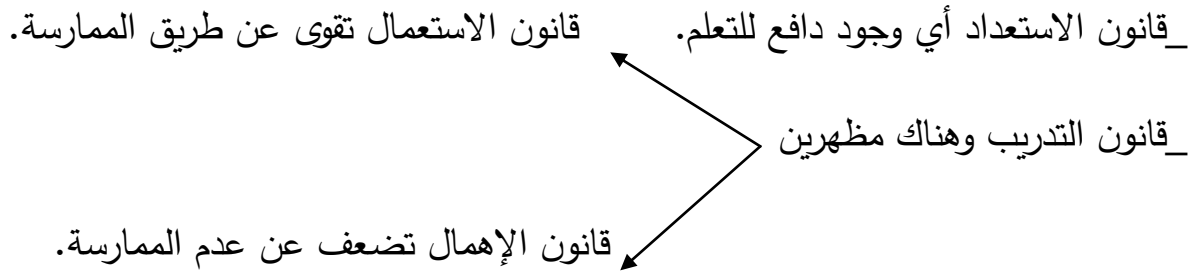 _قانون الاستعداد أي وجود دافع للتعلم. قانون الاستعمال تقوى عن طريق الممارسة.
_قانون التدريب وهناك مظهرين
قانون الإهمال تضعف عن عدم الممارسة.